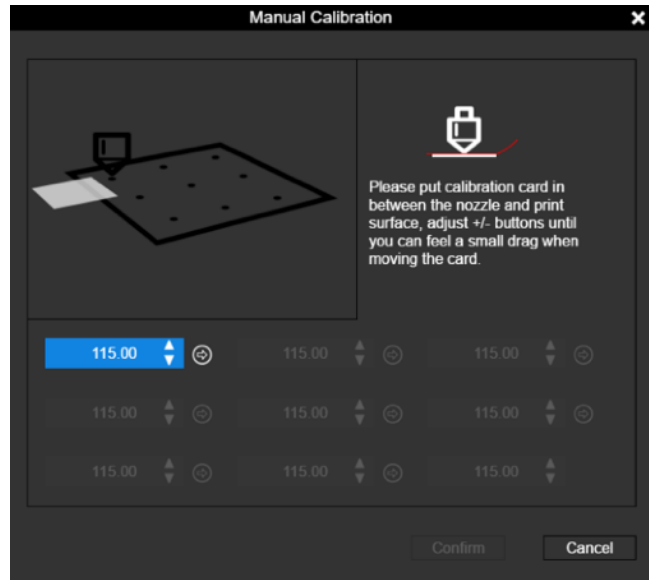 Manual Calibration
Please put calibration card in
between the nozzle and print
surface, adjust +/- buttons until
you can feel a small drag when
moving the card.
115.00 115.00 115.00
115.00 115.00 115.00
115.00 115.00 115.00
Confirm Cancel